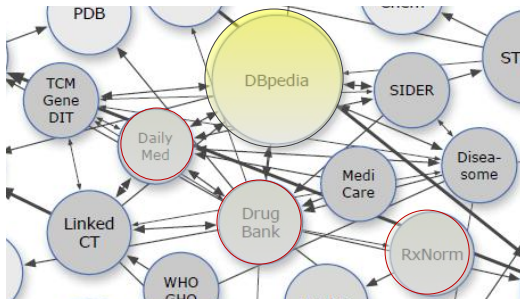 PDB
Chem
DBpedia
ST
TCM
Gene
DIT
SIDER
Daily
Med
Disea-
some
Medi
Care
Linked
CT
Drug
Bank
RxNorm
WHO
GHO